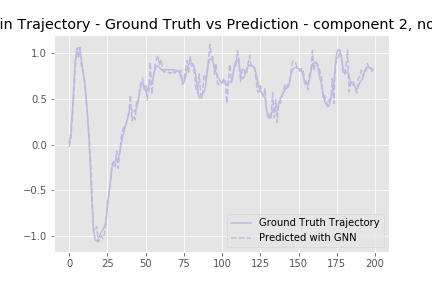 in Trajectory - Ground Truth vs Prediction - component 2, no
1.0
0.5
0.0
−0.5
−1.0
0 25 50 75 100 125 150 175 200
Ground Truth Trajectory
Predicted with GNN